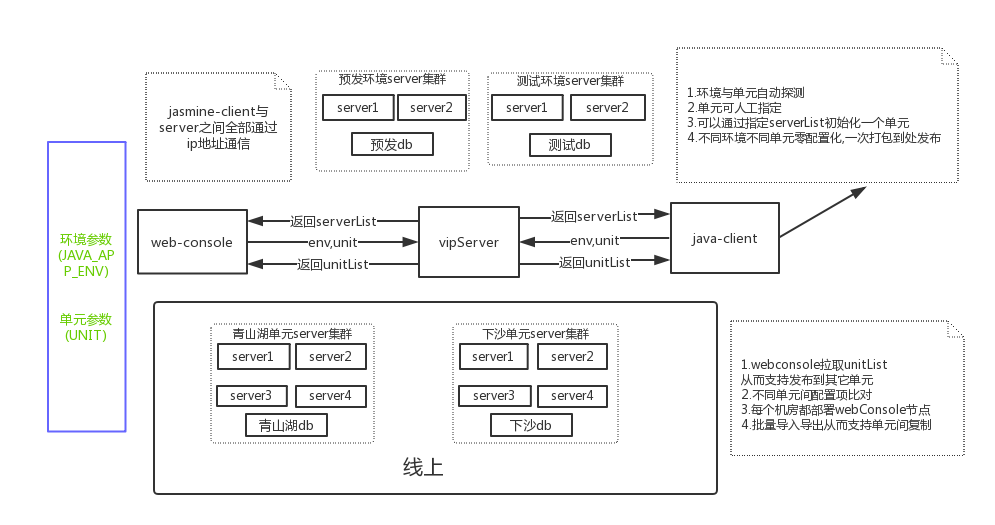 jasmine-client与
server之间全部通过
ip地址通信
预发环境server集群
server1
server2
预发db
测试环境server集群
server1
server2
测试db
1.环境与单元自动探测
2.单元可人工指定
3.可以通过指定serverList初始化一个单元
4.不同环境不同单元零配置化,一次打包到处发布
环境参数
(JAVA_AP
P_ENV)
单元参数
(UNIT)
web-console
返回serverList
env,unit
返回unitList
vipServer
返回serverList
env,unit
返回unitList
java-client
青山湖单元server集群
server1
server2
server3
server4
青山湖db
下沙单元server集群
server1
server2
server3
server4
下沙db
线上
1.webconsole拉取unitList
从而支持发布到其它单元
2.不同单元间配置项比对
3.每个机房都部署webConsole节点
4.批量导入导出从而支持单元间复制